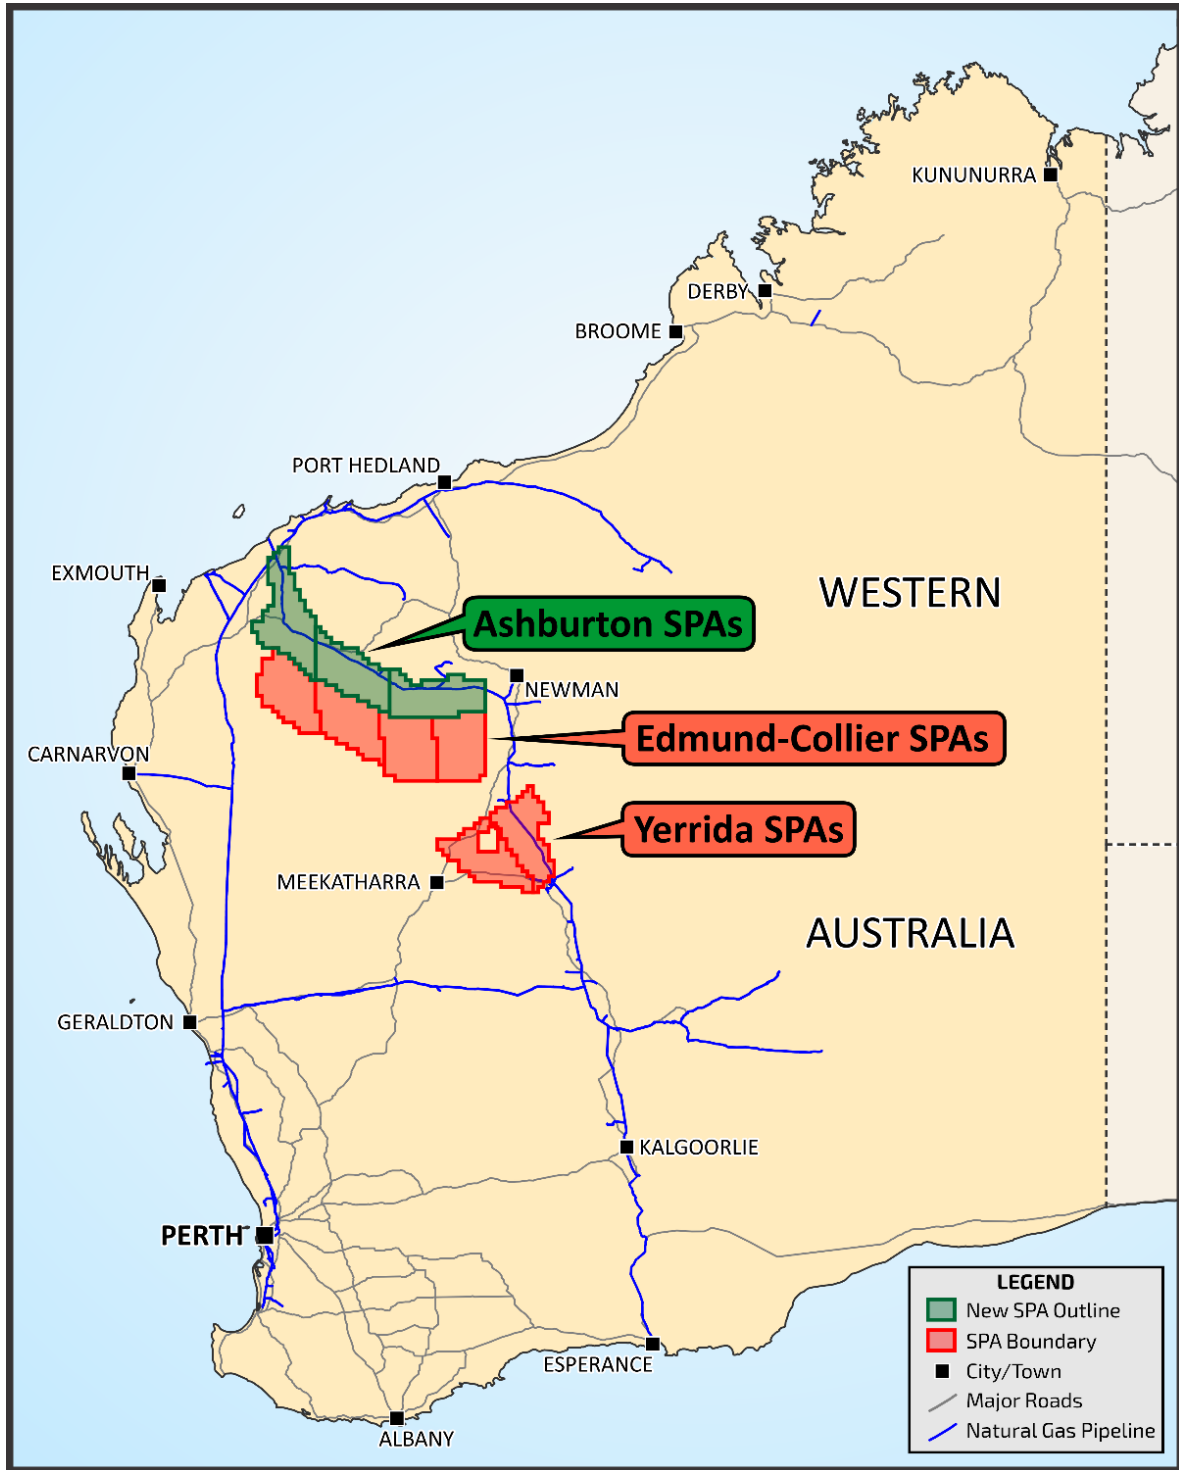 KUNUNURRA
DERBY
BROOME
PORT HEDLAND
EXMOUTH
WESTERN
Ashburton SPAs
NEWMAN
Edmund-Collier SPAs
CARNARVON
Yerrida SPAs
MEEKATHARRA
AUSTRALIA
GERALDTON
KALGOORLIE
PERTH
LEGEND
New SPA Outline
SPA Boundary
City/Town
Major Roads
Natural Gas Pipeline
ESPERANCE
ALBANY